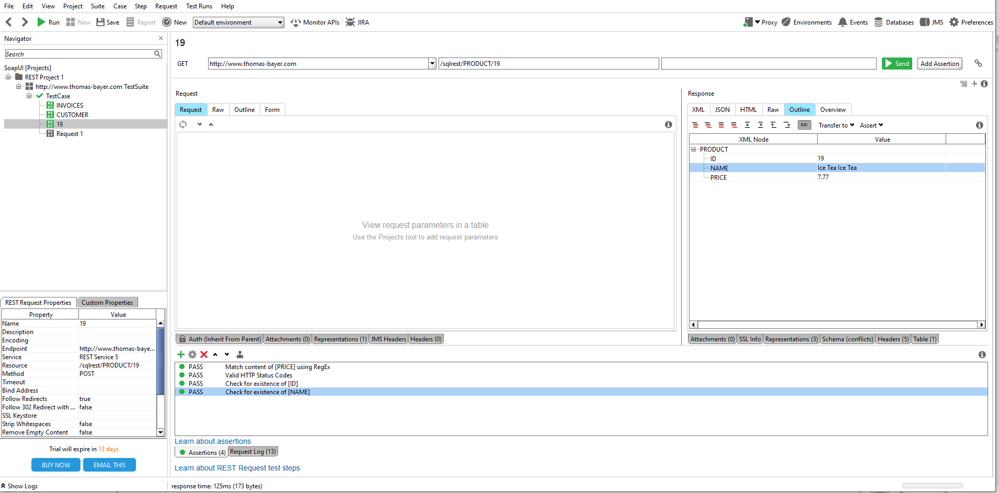 File Edit View Project Suite Case Step Request Test Runs Help
Run New Save Report New Default environment Monitor APIs JIRA Proxy Environments Events Databases JMS Preferences
Navigator
Search
SoapUI [Projects]
REST Project 1
http://www.thomas-bayer.com TestSuite
TestCase
INVOICES
CUSTOMER
19
Request 1
REST Request Properties Custom Properties
Property Value
Name 19
Description
Encoding
Endpoint http://www.thomas-baye...
Service REST Service 5
Resource /sqlrest/PRODUCT/19
Method POST
Timeout
Bind Address
Follow Redirects true
Follow 302 Redirect with ... false
SSL Keystore
Strip Whitespaces false
Remove Empty Content false
Trial will expire in 13 days
BUY NOW EMAIL THIS
19
GET http://www.thomas-bayer.com /sqlrest/PRODUCT/19 Send Add Assertion
Request
Request Raw Outline Form
View request parameters in a table
Use the Projects tool to add request parameters
Auth (Inherit From Parent) Attachments (0) Representations (1) JMS Headers Headers (0)
Response
XML JSON HTML Raw Outline Overview
XS: Transfer to Assert
XML Node Value
PRODUCT
ID 19
NAME Ice Tea Ice Tea
PRICE 7.77
Attachments (0) SSL Info Representations (3) Schema (conflicts) Headers (5) Table (1)
PASS Match content of [PRICE] using RegEx
PASS Valid HTTP Status Codes
PASS Check for existence of [ID]
PASS Check for existence of [NAME]
Learn about assertions
Assertions (4) Request Log (13)
Learn about REST Request test steps
Show Logs response time: 125ms (173 bytes)